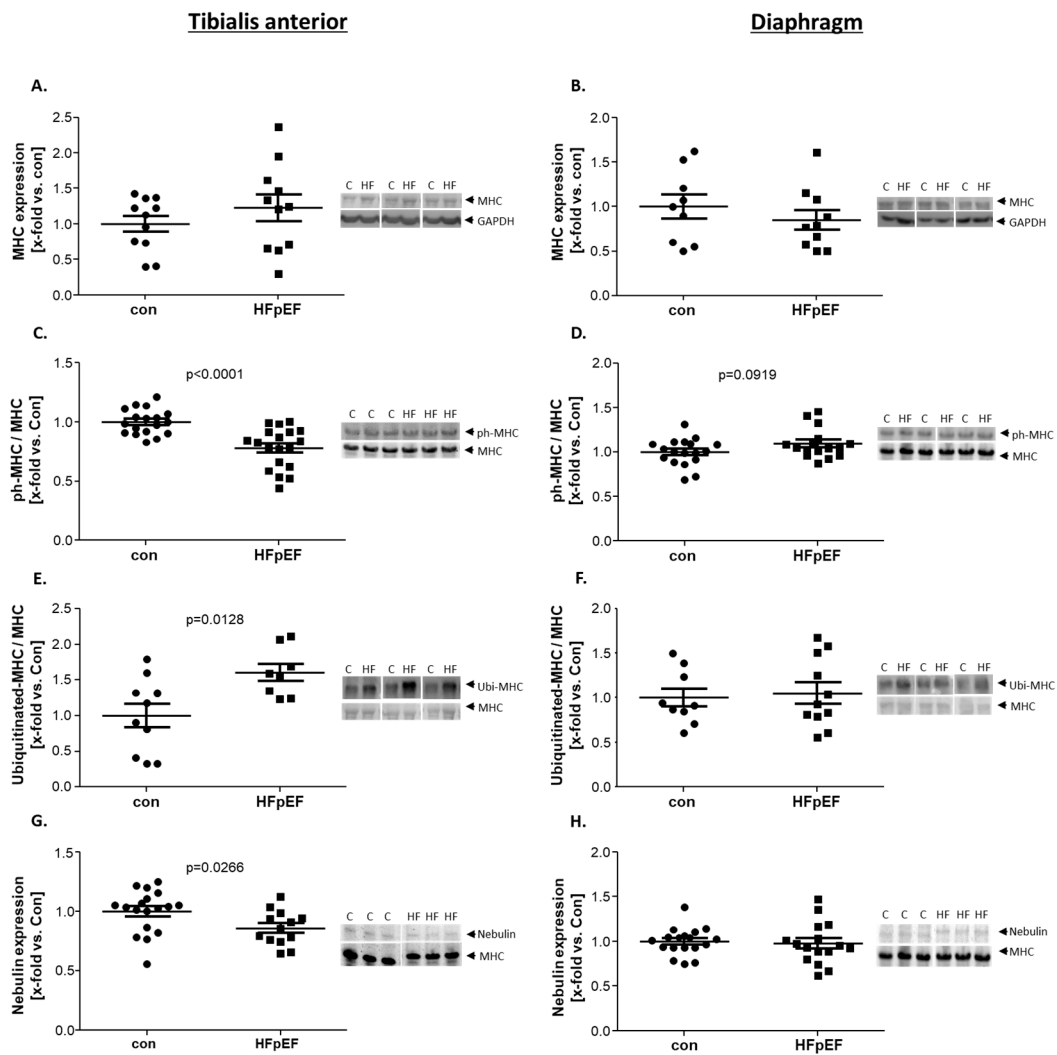 Tibialis anterior
Diaphragm
A.
MHC expression
[x-fold vs. con]
2.5
2.0
1.5
1.0
0.5
0.0
con
HFpEF
C HF C HF C HF
MHC
GAPDH
B.
MHC expression
[x-fold vs. con]
2.0
1.5
1.0
0.5
0.0
con
HFpEF
C HF C HF C HF
MHC
GAPDH
C.
ph-MHC / MHC
[x-fold vs. Con]
1.5
1.0
0.5
0.0
p<0.0001
con
HFpEF
C C C HF HF HF
ph-MHC
MHC
D.
ph-MHC / MHC
[x-fold vs. Con]
2.0
1.5
1.0
0.5
0.0
p=0.0919
con
HFpEF
C HF C HF C HF
ph-MHC
MHC
E.
Ubiquitinated-MHC / MHC
[x-fold vs. Con]
2.5
2.0
1.5
1.0
0.5
0.0
p=0.0128
con
HFpEF
C HF C HF C HF
Ubi-MHC
MHC
F.
Ubiquitinated-MHC / MHC
[x-fold vs. Con]
2.0
1.5
1.0
0.5
0.0
con
HFpEF
C HF C HF C HF
Ubi-MHC
MHC
G.
Nebulin expression
[x-fold vs. Con]
1.5
1.0
0.5
0.0
p=0.0266
con
HFpEF
C C C HF HF HF
Nebulin
MHC
H.
Nebulin expression
[x-fold vs. Con]
2.0
1.5
1.0
0.5
0.0
con
HFpEF
C C C HF HF HF
Nebulin
MHC